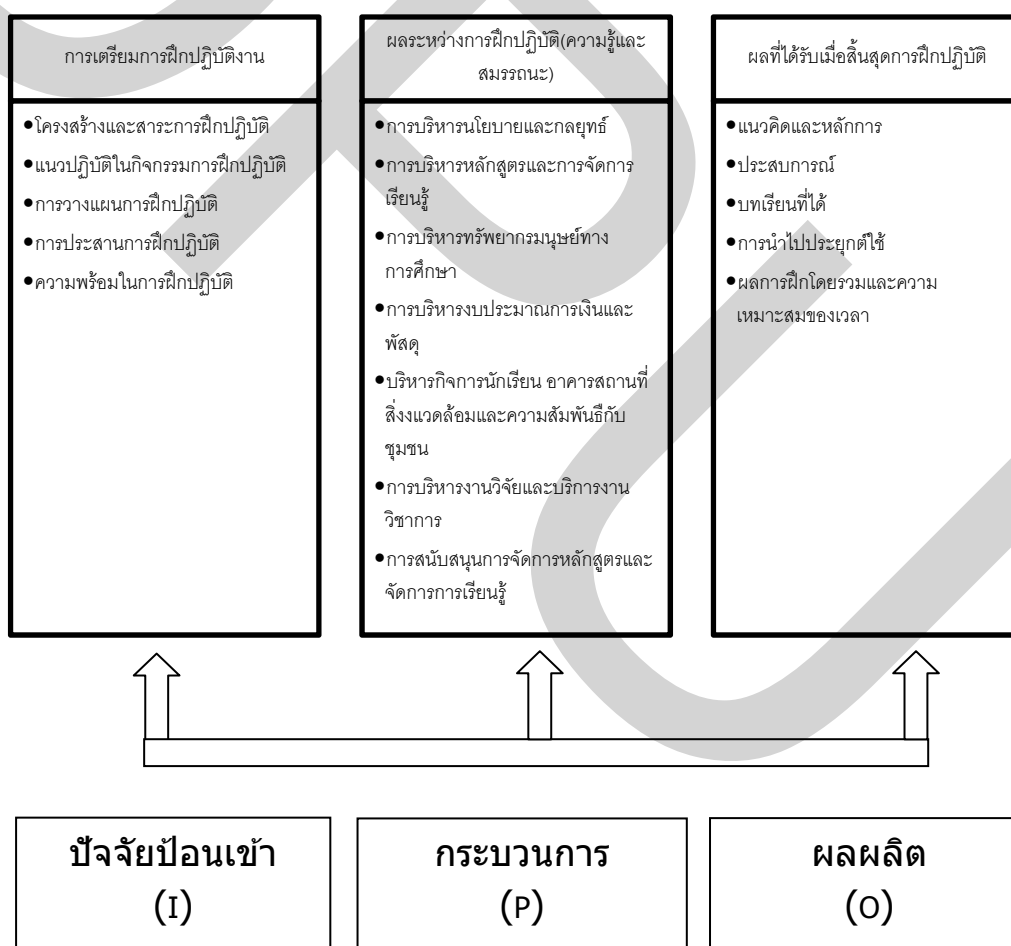 การเตรียมการฝึกปฏิบัติงาน
●โครงสร้างและสาระการฝึกปฏิบัติ
●แนวปฏิบัติในกิจกรรมการฝึกปฏิบัติ
●การวางแผนการฝึกปฏิบัติ
●การประสานการฝึกปฏิบัติ
●ความพร้อมในการฝึกปฏิบัติ
ผลระหว่างการฝึกปฏิบัติ(ความรู้และ
สมรรถนะ)
●การบริหารนโยบายและกลยุทธ์
●การบริหารหลักสูตรและการจัดการ
เรียนรู้
●การบริหารทรัพยากรมนุษย์ทาง
การศึกษา
●การบริหารงบประมาณการเงินและ
พัสดุ
●บริหารกิจการนักเรียน อาคารสถานที่
สิ่งงแวดล้อมและความสัมพันธืกับ
ชุมชน
●การบริหารงานวิจัยและบริการงาน
วิชาการ
●การสนับสนุนการจัดการหลักสูตรและ
จัดการการเรียนรู้
ผลที่ได้รับเมื่อสิ้นสุดการฝึกปฏิบัติ
●แนวคิดและหลักการ
●ประสบการณ์
●บทเรียนที่ได้
●การนำไปประยุกต์ใช้
●ผลการฝึกโดยรวมและความ
เหมาะสมของเวลา
ปัจจัยป้อนเข้า
(I)
กระบวนการ
(P)
ผลผลิต
(O)